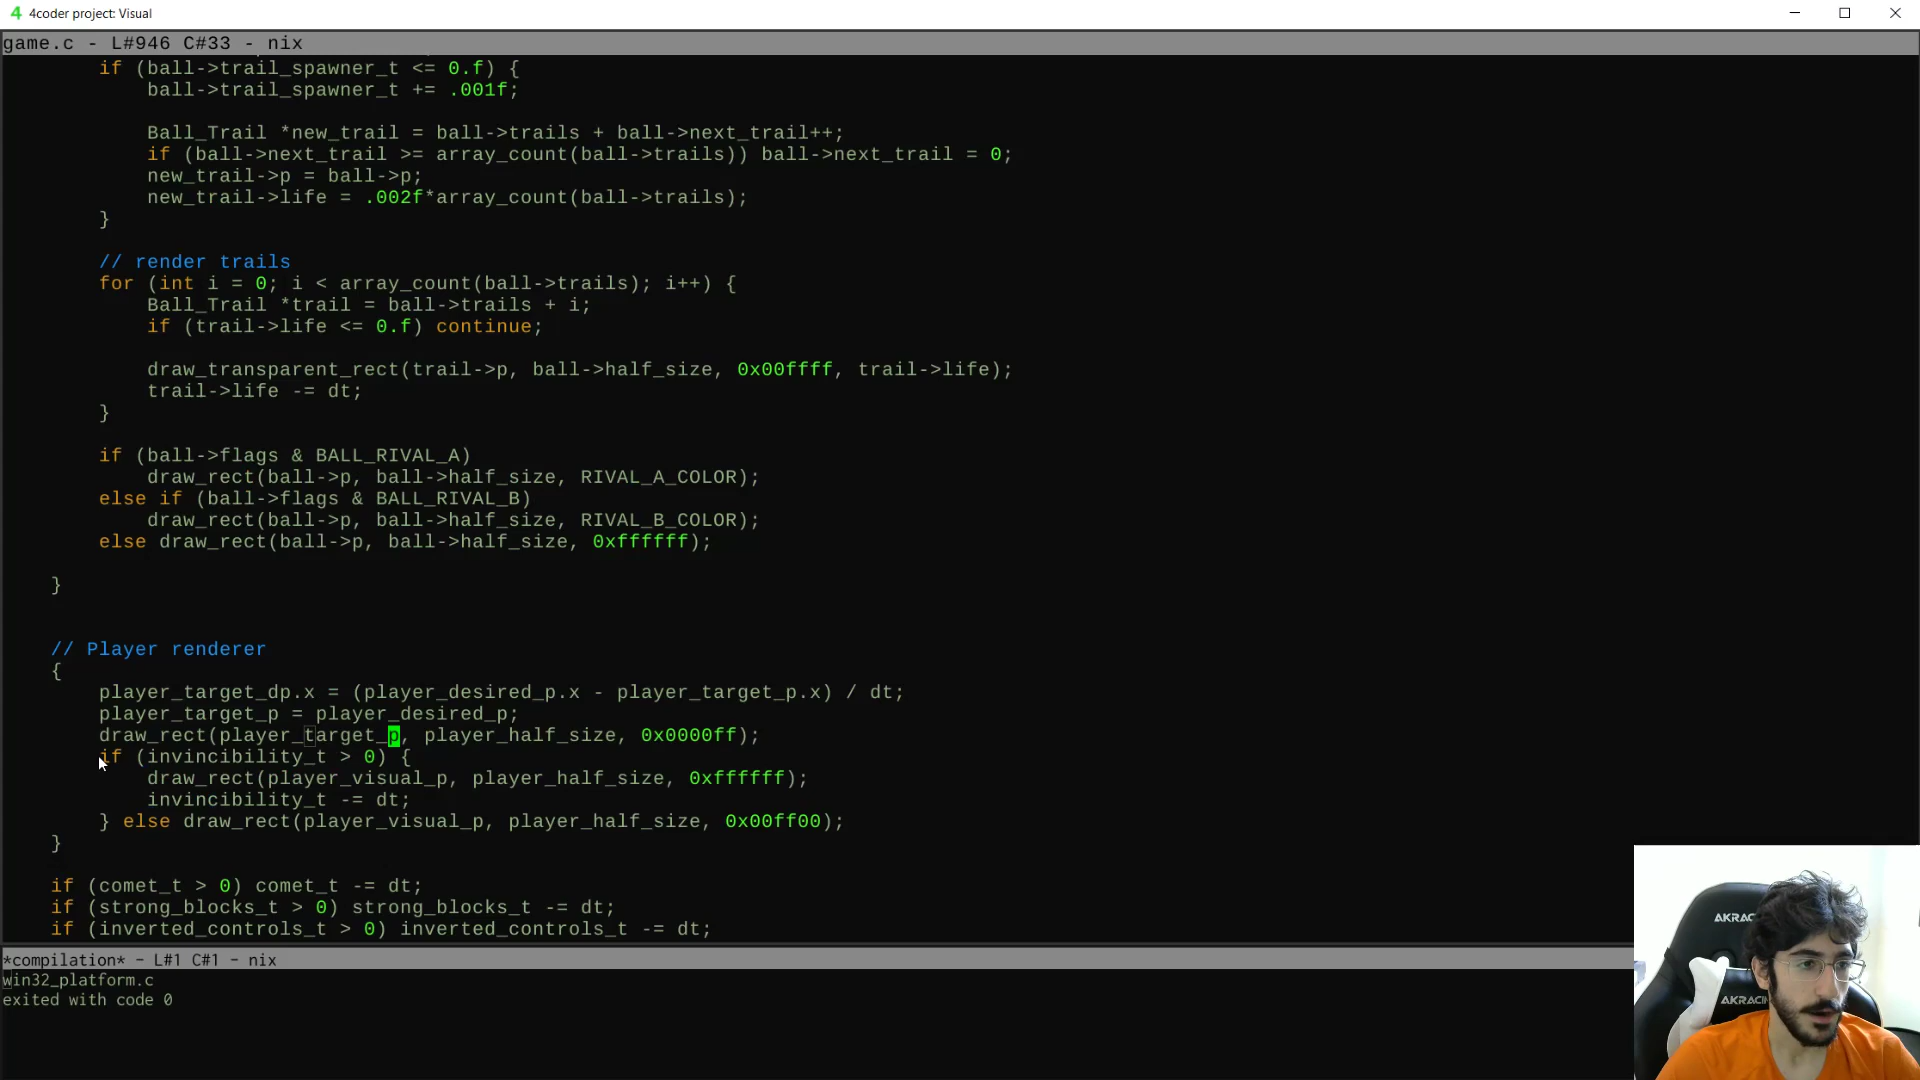 4 4coder project: Visual
game.c - L#946 C#33 - nix
if (ball->trail_spawner_t <= 0.f) {
ball->trail_spawner_t += .001f;
Ball_Trail *new_trail = ball->trails + ball->next_trail++;
if (ball->next_trail >= array_count(ball->trails)) ball->next_trail = 0;
new_trail->p = ball->p;
new_trail->life = .002f*array_count(ball->trails);
}
// render trails
for (int i = 0; i < array_count(ball->trails); i++) {
Ball_Trail *trail = ball->trails + i;
if (trail->life <= 0.f) continue;
draw_transparent_rect(trail->p, ball->half_size, 0x00ffff, trail->life);
trail->life -= dt;
}
if (ball->flags & BALL_RIVAL_A)
draw_rect(ball->p, ball->half_size, RIVAL_A_COLOR);
else if (ball->flags & BALL_RIVAL_B)
draw_rect(ball->p, ball->half_size, RIVAL_B_COLOR);
else draw_rect(ball->p, ball->half_size, 0xffffff);
}
// Player renderer
{
player_target_dp.x = (player_desired_p.x - player_target_p.x) / dt;
player_target_p = player_desired_p;
draw_rect(player_target_p, player_half_size, 0x0000ff);
if (invincibility_t > 0) {
draw_rect(player_visual_p, player_half_size, 0xffffff);
invincibility_t -= dt;
} else draw_rect(player_visual_p, player_half_size, 0x00ff00);
}
if (comet_t > 0) comet_t -= dt;
if (strong_blocks_t > 0) strong_blocks_t -= dt;
if (inverted_controls_t > 0) inverted_controls_t -= dt;
*compilation* - L#1 C#1 - nix
win32_platform.c
exited with code 0